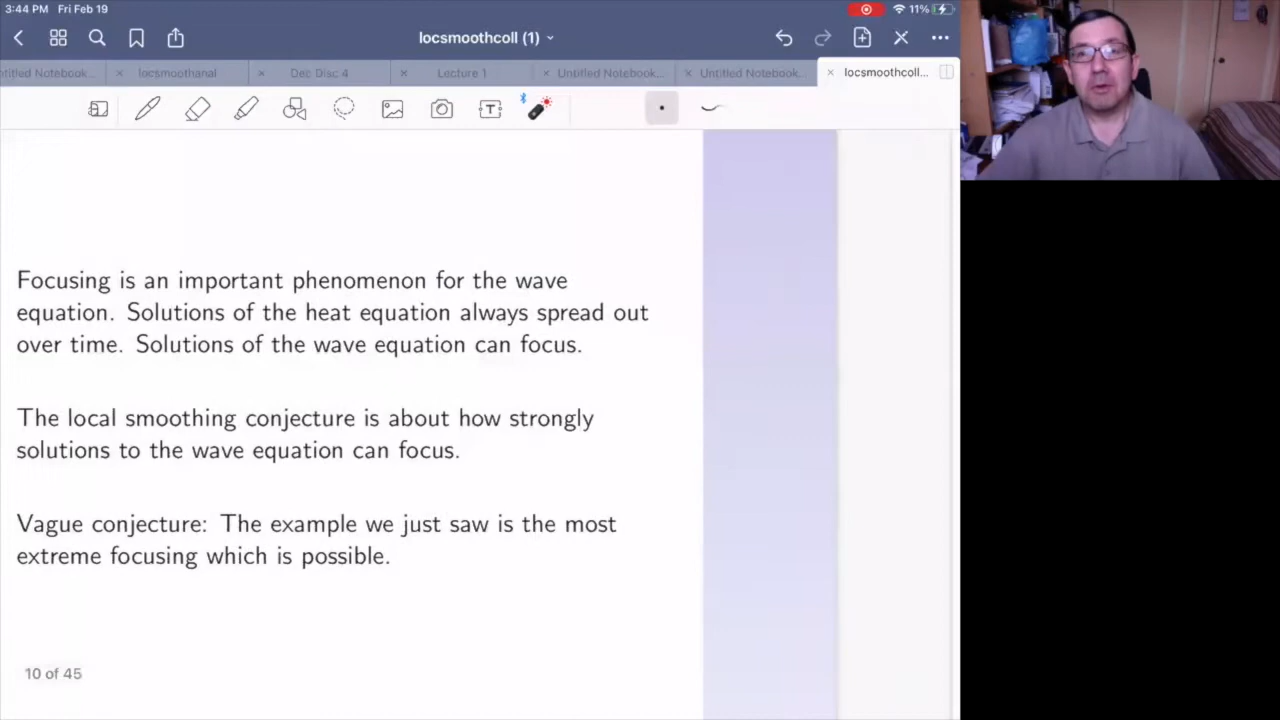 3:44 PM Fri Feb 19
11%
locsmoothcoll (1)
ntitled Notebook...
locsmoothanal
Dec Disc 4
Lecture 1
Untitled Notebook...
Untitled Notebook...
locsmoothcoll...
Focusing is an important phenomenon for the wave
equation. Solutions of the heat equation always spread out
over time. Solutions of the wave equation can focus.
The local smoothing conjecture is about how strongly
solutions to the wave equation can focus.
Vague conjecture: The example we just saw is the most
extreme focusing which is possible.
10 of 45